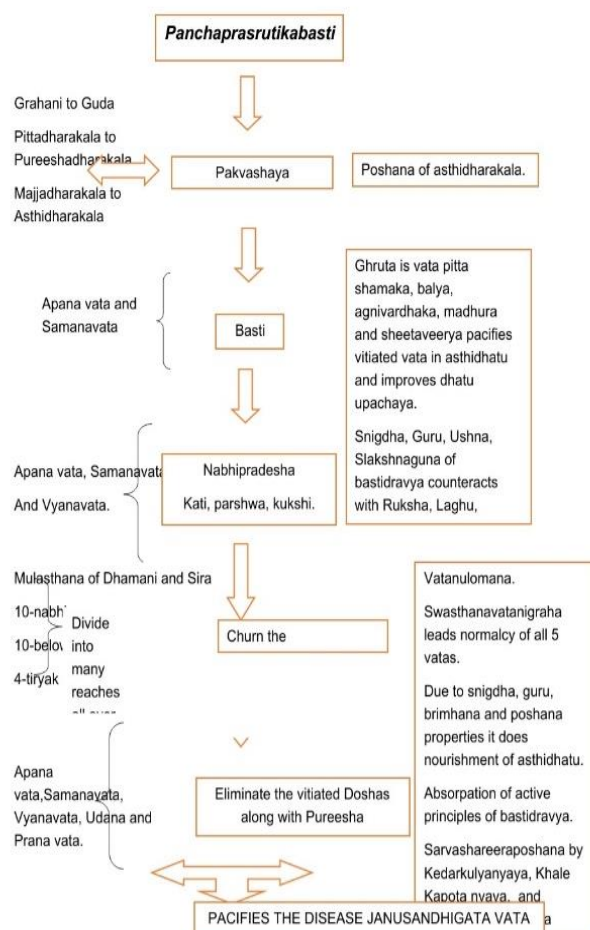 Panchaprasrutikabasti
Grahani to Guda
Pittadharakala to
Pureeshadharakala
Majjadharakala to
Asthidharakala
Pakvashaya
Poshana of asthidharakala.
Apana vata and
Samanavata
Basti
Ghruta is vata pitta
shamaka, balya,
agnivardhaka, madhura
and sheetaveerya pacifies
vitiated vata in asthidhatu
and improves dhatu
upachaya.
Snigdha, Guru, Ushna,
Slakshnaguna of
bastidravya counteracts
with Ruksha, Laghu,
Apana vata, Samanavata
And Vyanavata.
Nabhipradesha
Kati, parshwa, kukshi.
Mulasthana of Dhamani and Sira
10-nabhi
10-below
4-tiryak
Divide
into
many
reaches
Churn the
Vatanulomana.
Swasthanavatanigraha
leads normalcy of all 5
vatas.
Due to snigdha, guru,
brimhana and poshana
properties it does
nourishment of asthidhatu.
Absorpation of active
principles of bastidravya.
Sarvashareeraposhana by
Kedarkulyanyaya, Khale
Kapota nyaya, and
Apana
vata,Samanavata,
Vyanavata, Udana and
Prana vata.
Eliminate the vitiated Doshas
along with Pureesha
PACIFIES THE DISEASE JANUSANDHIGATA VATA